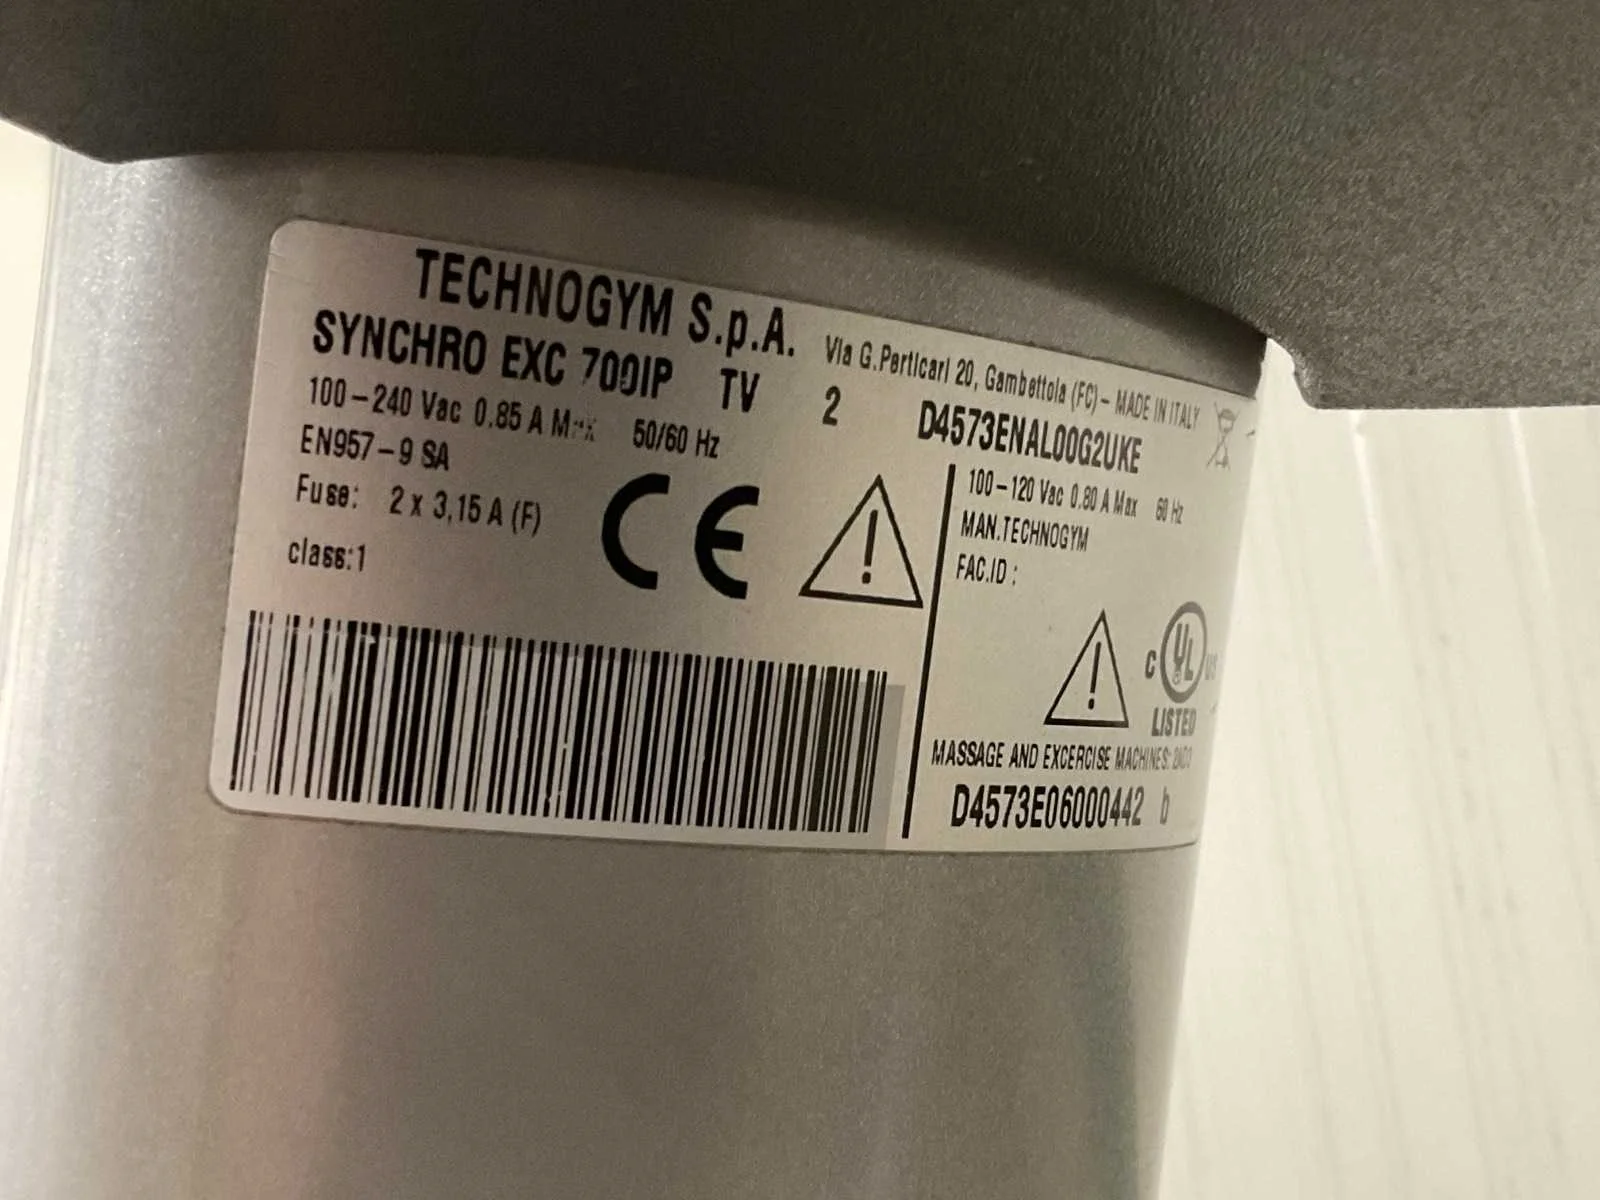 TECHNOGYM S.p.A. Via G.Perticari 20, Gambettola (FC) – MADE IN ITALY
SYNCHRO EXC 700IP TV 2 D4573ENAL00G2UKE
100–240 Vac 0.85 A Max 50/60 Hz
EN957–9 SA
Fuse: 2 x 3,15 A (F)
class:1
CE
100–120 Vac 0.80 A Max 60 Hz
MAN.TECHNOGYM
FAC.ID :
C UL US
LISTED
MASSAGE AND EXCERCISE MACHINES:
D4573E06000442 b